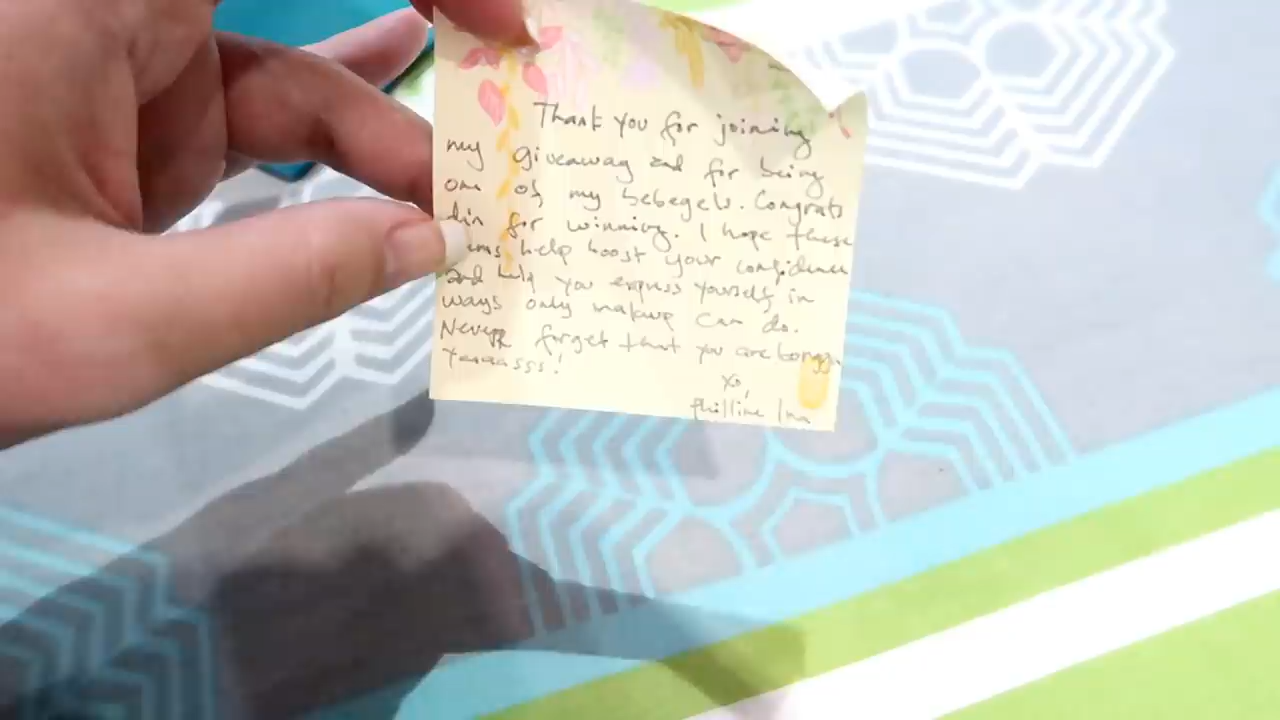 Thank you for joining
my giveaway and for being
one of my bebegels. Congrats
din for winning. I hope these
items help boost your confidence
and help you express yourself in
ways only makeup can do.
Never forget that you are bongga.
Yaaaasss!
Xo,